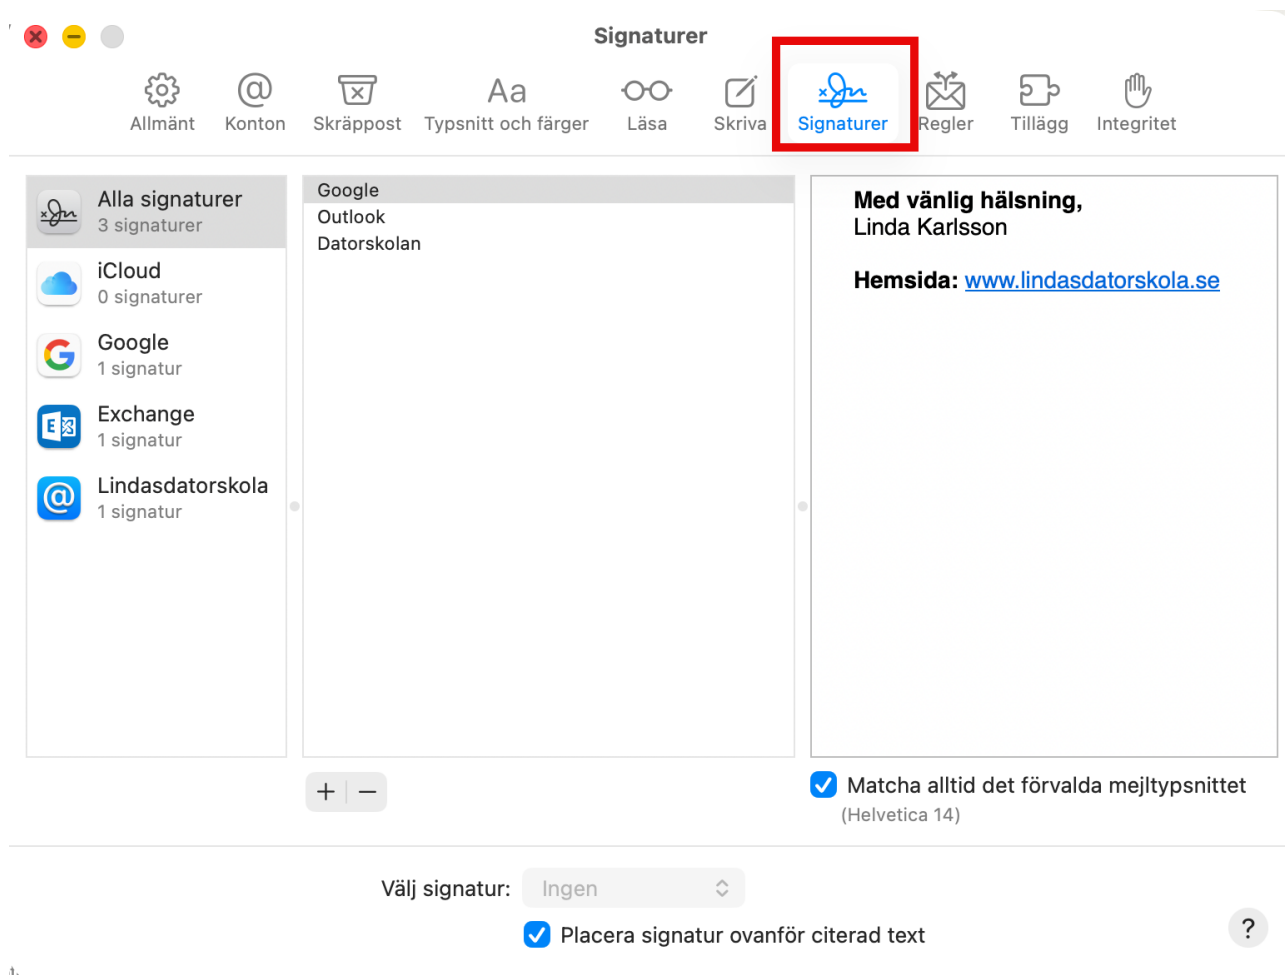 Signaturer
Allmänt
Konton
Skräppost
Aa
Typsnitt och färger
Läsa
Skriva
Signaturer
Regler
Tillägg
Integritet
Alla signaturer
3 signaturer
iCloud
0 signaturer
Google
1 signatur
Exchange
1 signatur
Lindasdatorskola
1 signatur
Google
Outlook
Datorskolan
Med vänlig hälsning,
Linda Karlsson
Hemsida: www.lindasdatorskola.se
Matcha alltid det förvalda mejltypsnittet
(Helvetica 14)
Välj signatur: Ingen
Placera signatur ovanför citerad text
?